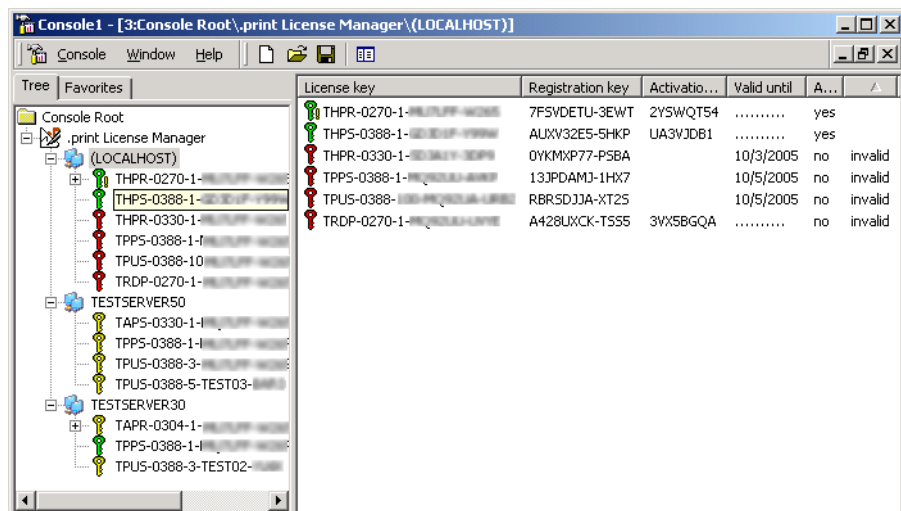 Console1 - [3:Console Root\.print License Manager\(LOCALHOST)]
Console Window Help
Tree Favorites
Console Root
.print License Manager
(LOCALHOST)
THPR-0270-1-
THPS-0388-1-
THPR-0330-1-
TPPS-0388-1-
TPUS-0388-10
TRDP-0270-1-
TESTSERVER50
TAPS-0330-1-
TPPS-0388-1-
TPUS-0388-3-
TPUS-0388-5-TEST03-
TESTSERVER30
TAPR-0304-1-
TPPS-0388-1-
TPUS-0388-3-TEST02-
License key Registration key Activatio... Valid until A...
THPR-0270-1- 7FSVDETU-3EWT 2YSWQT54 .......... yes
THPS-0388-1- AUXV32E5-5HKP UA3VJDB1 .......... yes
THPR-0330-1- 0YKMXP77-PSBA 10/3/2005 no invalid
TPPS-0388-1- 13JPDAMJ-1HX7 10/5/2005 no invalid
TPUS-0388- RBRSDJJA-XT2S 10/5/2005 no invalid
TRDP-0270-1- A428UXCK-TSS5 3VX5BGQA .......... no invalid